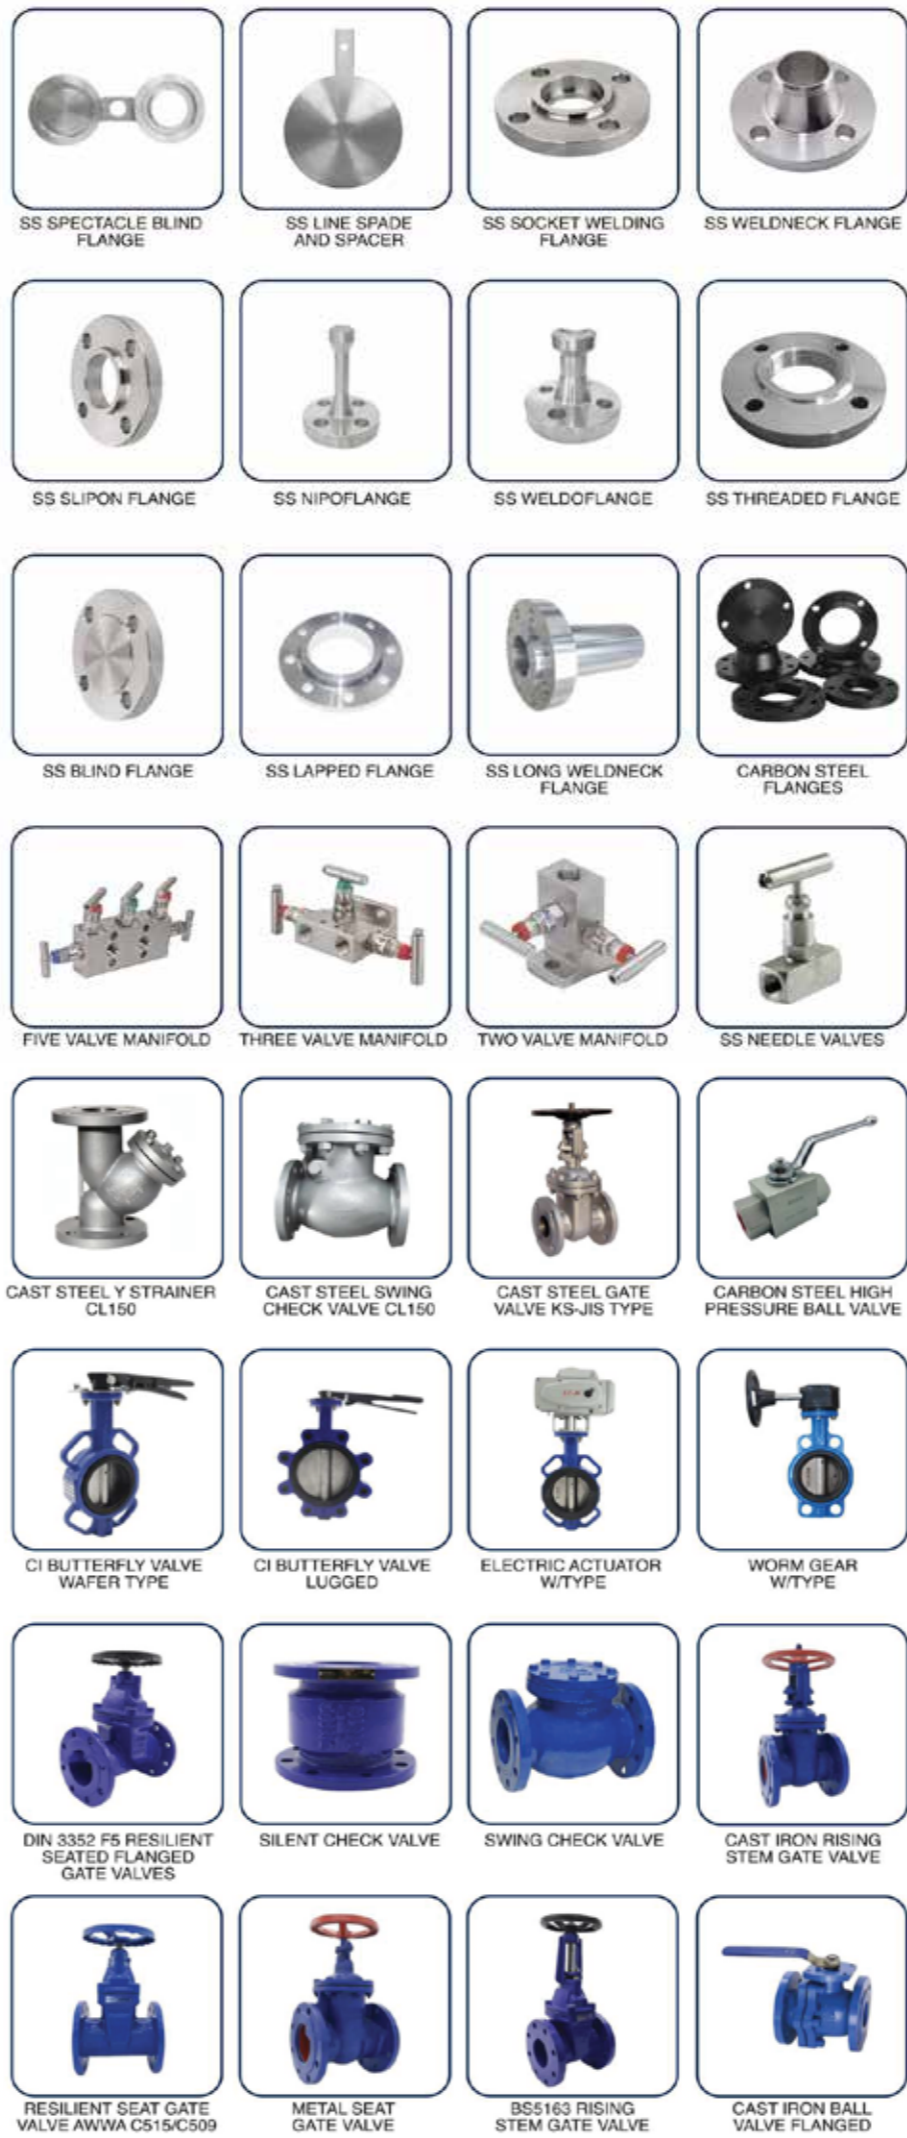 SS SPECTACLE BLIND
FLANGE
SS LINE SPADE
AND SPACER
SS SOCKET WELDING
FLANGE
SS WELDNECK FLANGE
SS SLIPON FLANGE
SS NIPOFLANGE
SS WELDOFLANGE
SS THREADED FLANGE
SS BLIND FLANGE
SS LAPPED FLANGE
SS LONG WELDNECK
FLANGE
CARBON STEEL
FLANGES
FIVE VALVE MANIFOLD
THREE VALVE MANIFOLD
TWO VALVE MANIFOLD
SS NEEDLE VALVES
CAST STEEL Y STRAINER
CL150
CAST STEEL SWING
CHECK VALVE CL150
CAST STEEL GATE
VALVE KS-JIS TYPE
CARBON STEEL HIGH
PRESSURE BALL VALVE
CI BUTTERFLY VALVE
WAFER TYPE
CI BUTTERFLY VALVE
LUGGED
ELECTRIC ACTUATOR
W/TYPE
WORM GEAR
W/TYPE
DIN 3352 F5 RESILIENT
SEATED FLANGED
GATE VALVES
SILENT CHECK VALVE
SWING CHECK VALVE
CAST IRON RISING
STEM GATE VALVE
RESILIENT SEAT GATE
VALVE AWWA C515/C509
METAL SEAT
GATE VALVE
BS5163 RISING
STEM GATE VALVE
CAST IRON BALL
VALVE FLANGED